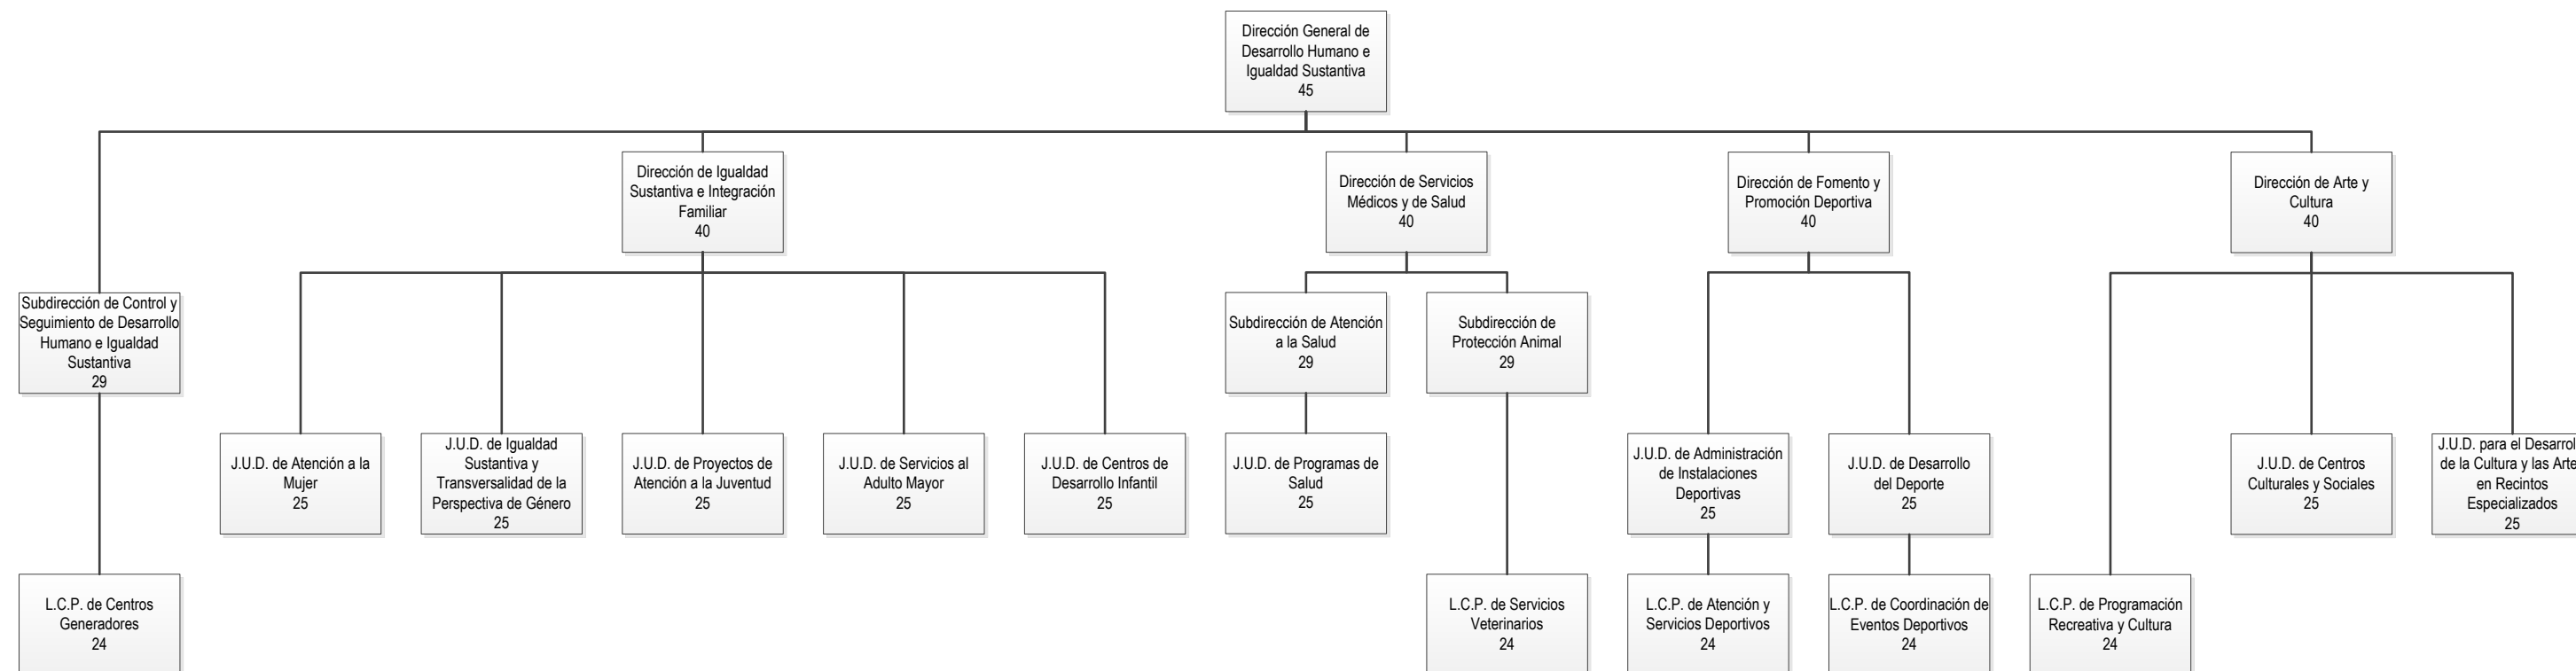 Dirección General de
Desarrollo Humano e
Igualdad Sustantiva
45
Dirección de Igualdad
Sustantiva e Integración
Familiar
40
Dirección de Servicios
Médicos y de Salud
40
Dirección de Fomento y
Promoción Deportiva
40
Dirección de Arte y
Cultura
40
Subdirección de Control y
Seguimiento de Desarrollo
Humano e Igualdad
Sustantiva
29
Subdirección de Atención
a la Salud
29
Subdirección de
Protección Animal
29
J.U.D. de Atención a la
Mujer
25
J.U.D. de Igualdad
Sustantiva y
Transversalidad de la
Perspectiva de Género
25
J.U.D. de Proyectos de
Atención a la Juventud
25
J.U.D. de Servicios al
Adulto Mayor
25
J.U.D. de Centros de
Desarrollo Infantil
25
J.U.D. de Programas de
Salud
25
J.U.D. de Administración
de Instalaciones
Deportivas
25
J.U.D. de Desarrollo
del Deporte
25
J.U.D. de Centros
Culturales y Sociales
25
J.U.D. para el Desarrol
de la Cultura y las Arte
en Recintos
Especializados
25
L.C.P. de Centros
Generadores
24
L.C.P. de Servicios
Veterinarios
24
L.C.P. de Atención y
Servicios Deportivos
24
L.C.P. de Coordinación de
Eventos Deportivos
24
L.C.P. de Programación
Recreativa y Cultura
24